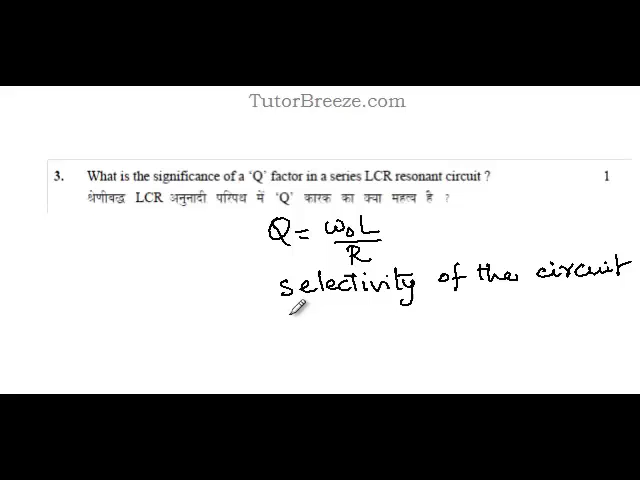 TutorBreeze.com
3. What is the significance of a 'Q' factor in a series LCR resonant circuit ? 1
श्रेणीबद्ध LCR अनुनादी परिपथ में 'Q' कारक का क्या महत्व है ?
Q = ω₀L
R
selectivity of the circuit